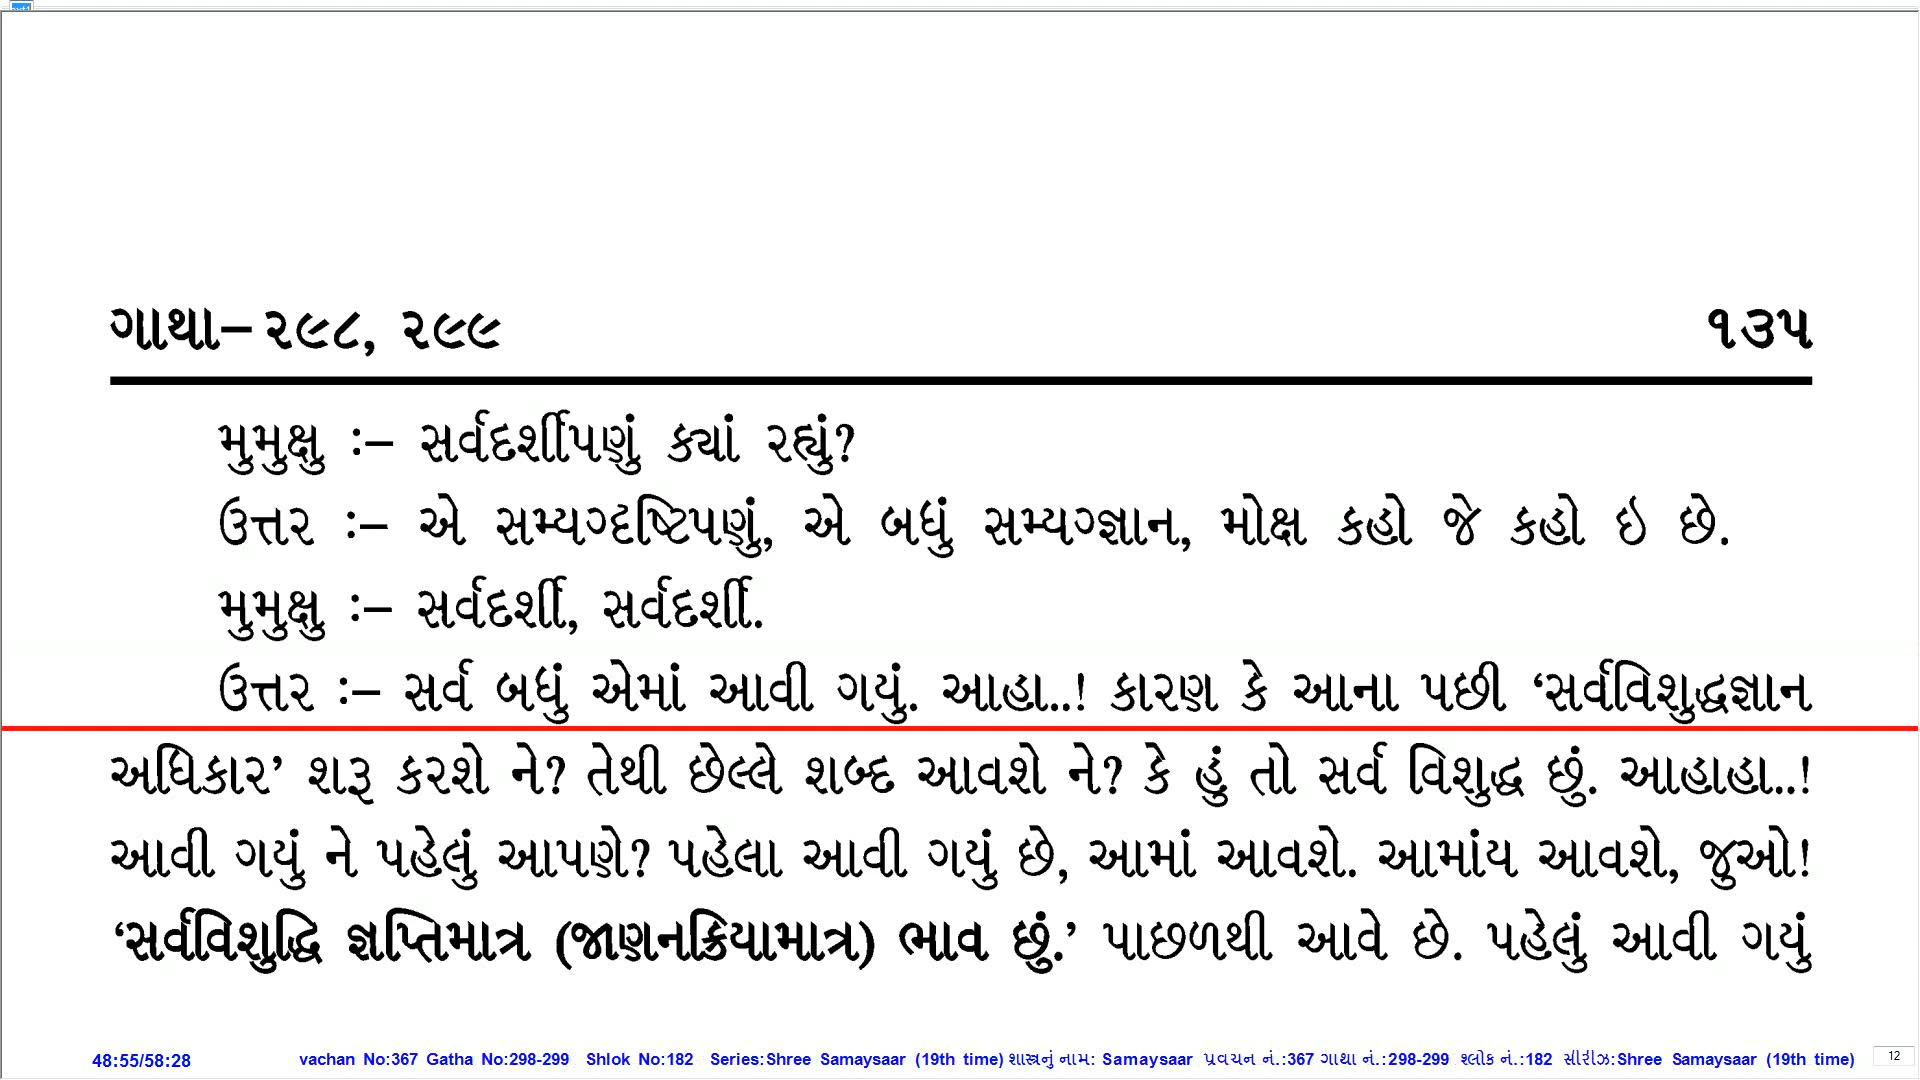 ગાથા– ૨૯૮, ૨૯૯ ૧૩૫
મુમુક્ષુ :– સર્વદર્શીપણું ક્યાં રહ્યું?
ઉત્તર :– એ સમ્યગ્દૃષ્ટિપણું, એ બધું સમ્યગ્જ્ઞાન, મોક્ષ કહો જે કહો ઇ છે.
મુમુક્ષુ :– સર્વદર્શી, સર્વદર્શી.
ઉત્તર :– સર્વ બધું એમાં આવી ગયું. આહા..! કારણ કે આના પછી ‘સર્વવિશુદ્ધજ્ઞાન
અધિકાર’ શરૂ કરશે ને? તેથી છેલ્લે શબ્દ આવશે ને? કે હું તો સર્વ વિશુદ્ધ છું. આહાહા..!
આવી ગયું ને પહેલું આપણે? પહેલા આવી ગયું છે, આમાં આવશે. આમાંય આવશે, જુઓ!
‘સર્વવિશુદ્ધિ જ્ઞપ્તિમાત્ર (જાણનક્રિયામાત્ર) ભાવ છું.’ પાછળથી આવે છે. પહેલું આવી ગયું
48:55/58:28 vachan No:367 Gatha No:298-299 Shlok No:182 Series:Shree Samaysaar (19th time) શાસ્ત્રનું નામ: Samaysaar પ્રવચન નં.:367 ગાથા નં.:298-299 શ્લોક નં.:182 સીરીઝ:Shree Samaysaar (19th time) 12